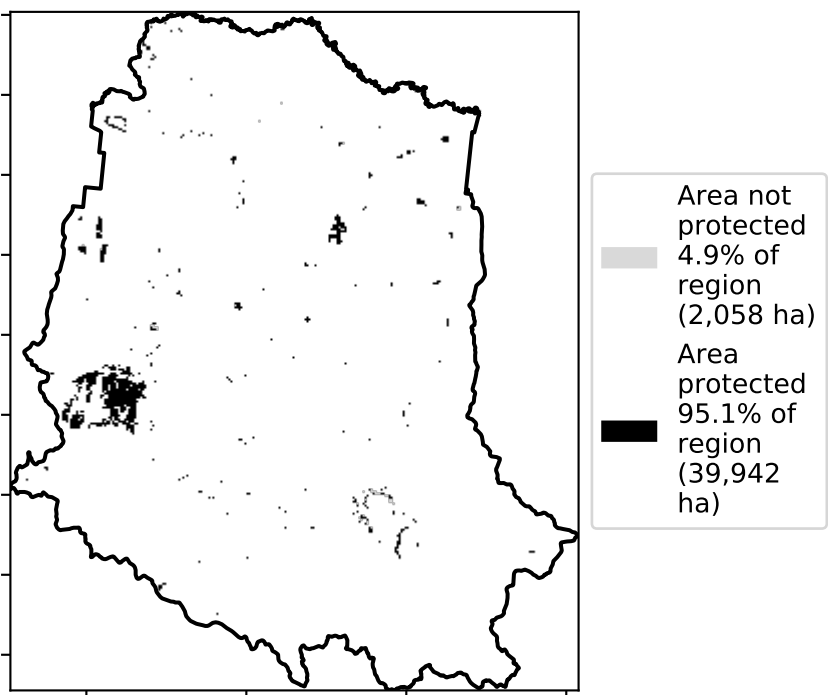 Area not
protected
4.9% of
region
(2,058 ha)
Area
protected
95.1% of
region
(39,942
ha)